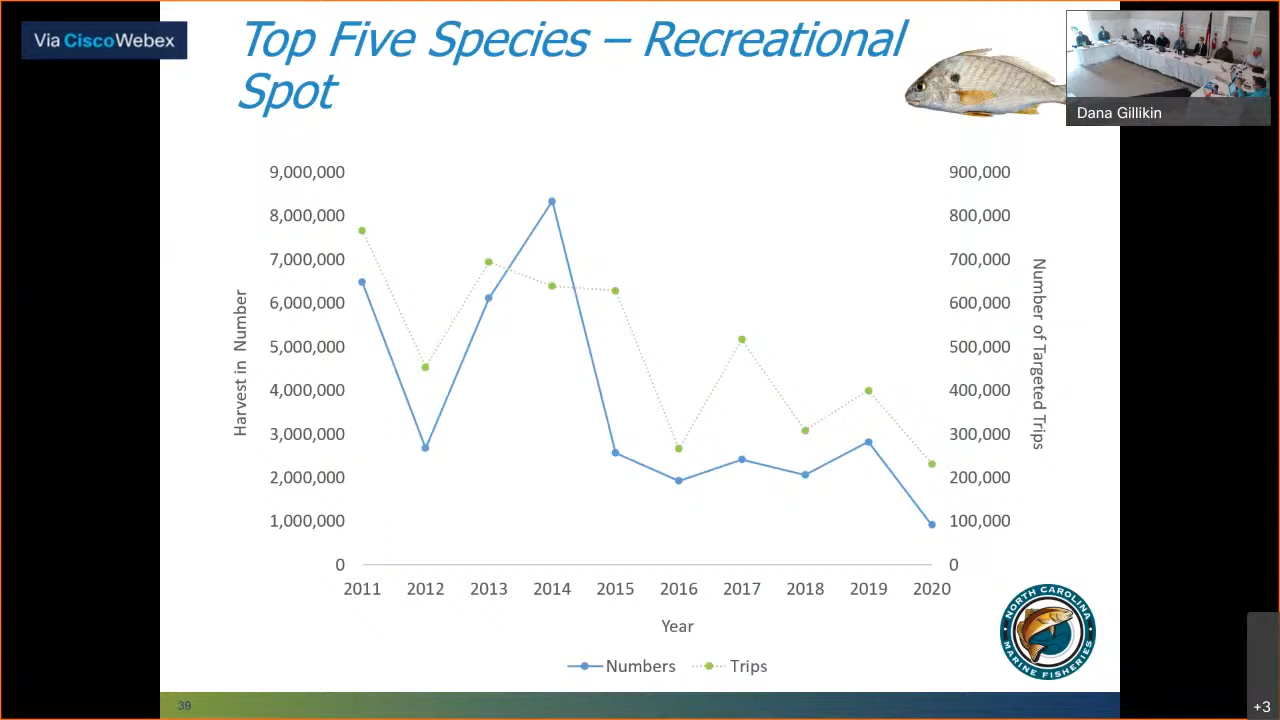 Via Cisco Webex
Top Five Species – Recreational
Spot
Dana Gillikin
9,000,000
8,000,000
7,000,000
6,000,000
5,000,000
4,000,000
3,000,000
2,000,000
1,000,000
0
Harvest in Number
900,000
800,000
700,000
600,000
500,000
400,000
300,000
200,000
100,000
0
Number of Targeted Trips
2011 2012 2013 2014 2015 2016 2017 2018 2019 2020
Year
Numbers Trips
NORTH CAROLINA
MARINE FISHERIES
39
+3